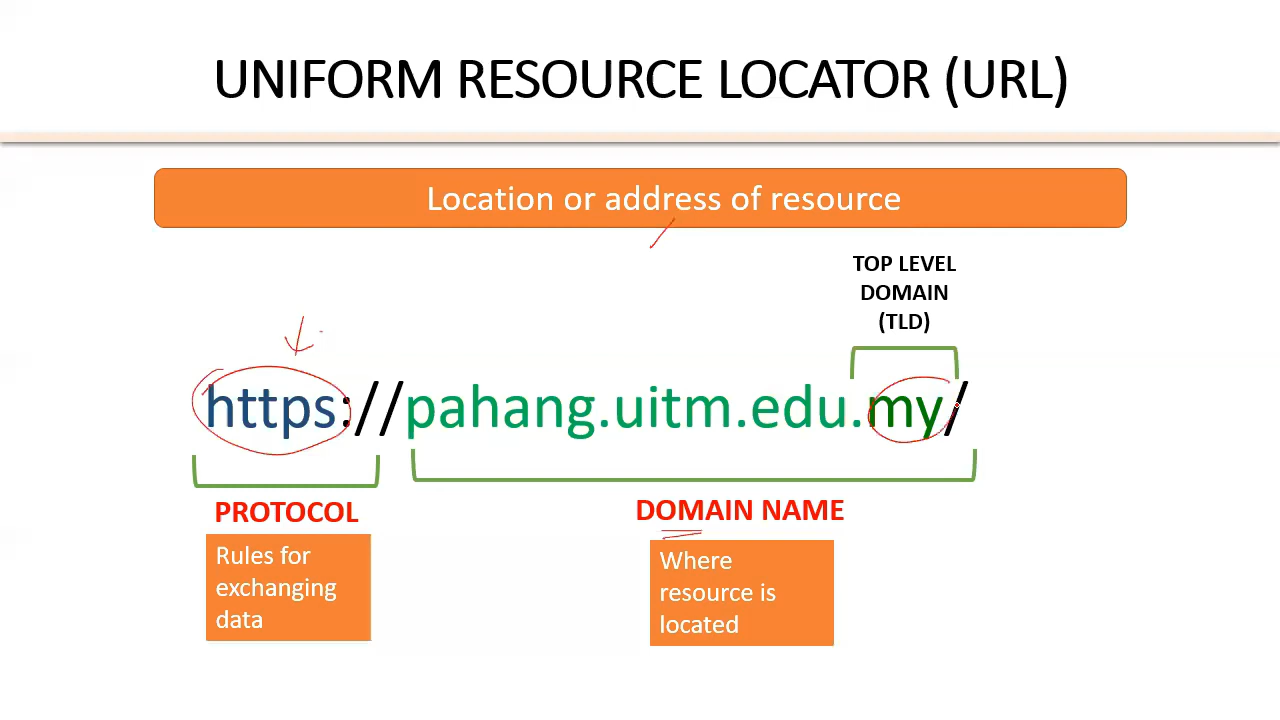 UNIFORM RESOURCE LOCATOR (URL)
Location or address of resource
TOP LEVEL
DOMAIN
(TLD)
https://pahang.uitm.edu.my/
PROTOCOL
Rules for
exchanging
data
DOMAIN NAME
Where
resource is
located